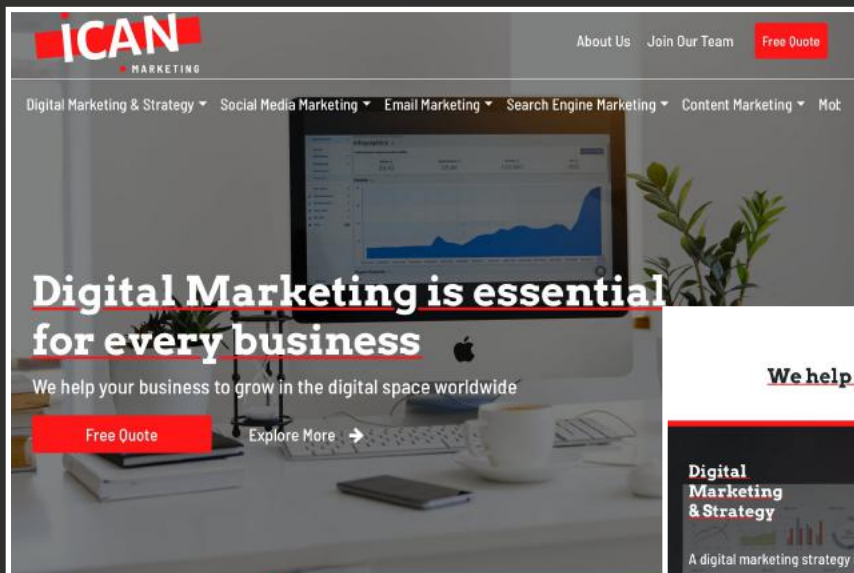 iCAN
MARKETING
About Us Join Our Team Free Quote
Digital Marketing & Strategy Social Media Marketing Email Marketing Search Engine Marketing Content Marketing Mob
Digital Marketing is essential
for every business
We help your business to grow in the digital space worldwide
Free Quote Explore More
We help
Digital
Marketing
& Strategy
A digital marketing strategy